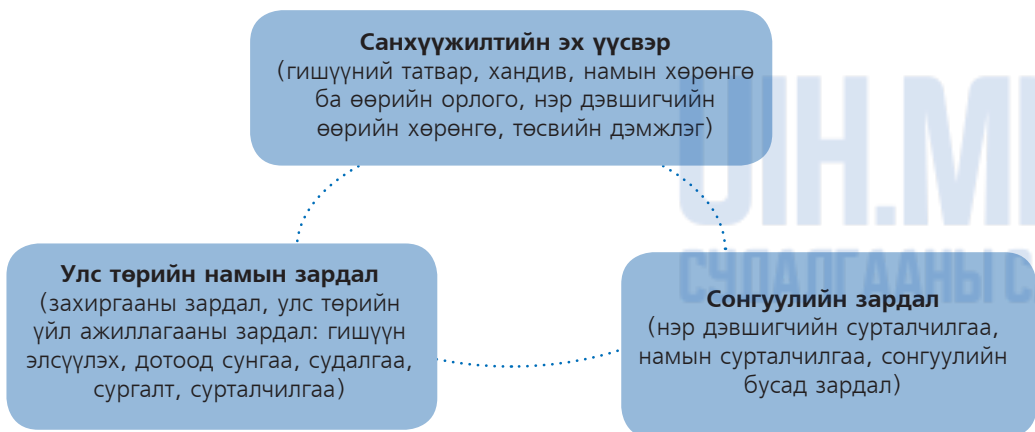 Санхүүжилтийн эх үүсвэр
(гишүүний татвар, хандив, намын хөрөнгө
ба өөрийн орлого, нэр дэвшигчийн
өөрийн хөрөнгө, төсвийн дэмжлэг)
UIH.M
СУДАЛГААНЫ С
Улс төрийн намын зардал
(захиргааны зардал, улс төрийн
үйл ажиллагааны зардал: гишүүн
элсүүлэх, дотоод сунгаа, судалгаа,
сургалт, сурталчилгаа)
Сонгуулийн зардал
(нэр дэвшигчийн сурталчилгаа,
намын сурталчилгаа, сонгуулийн
бусад зардал)